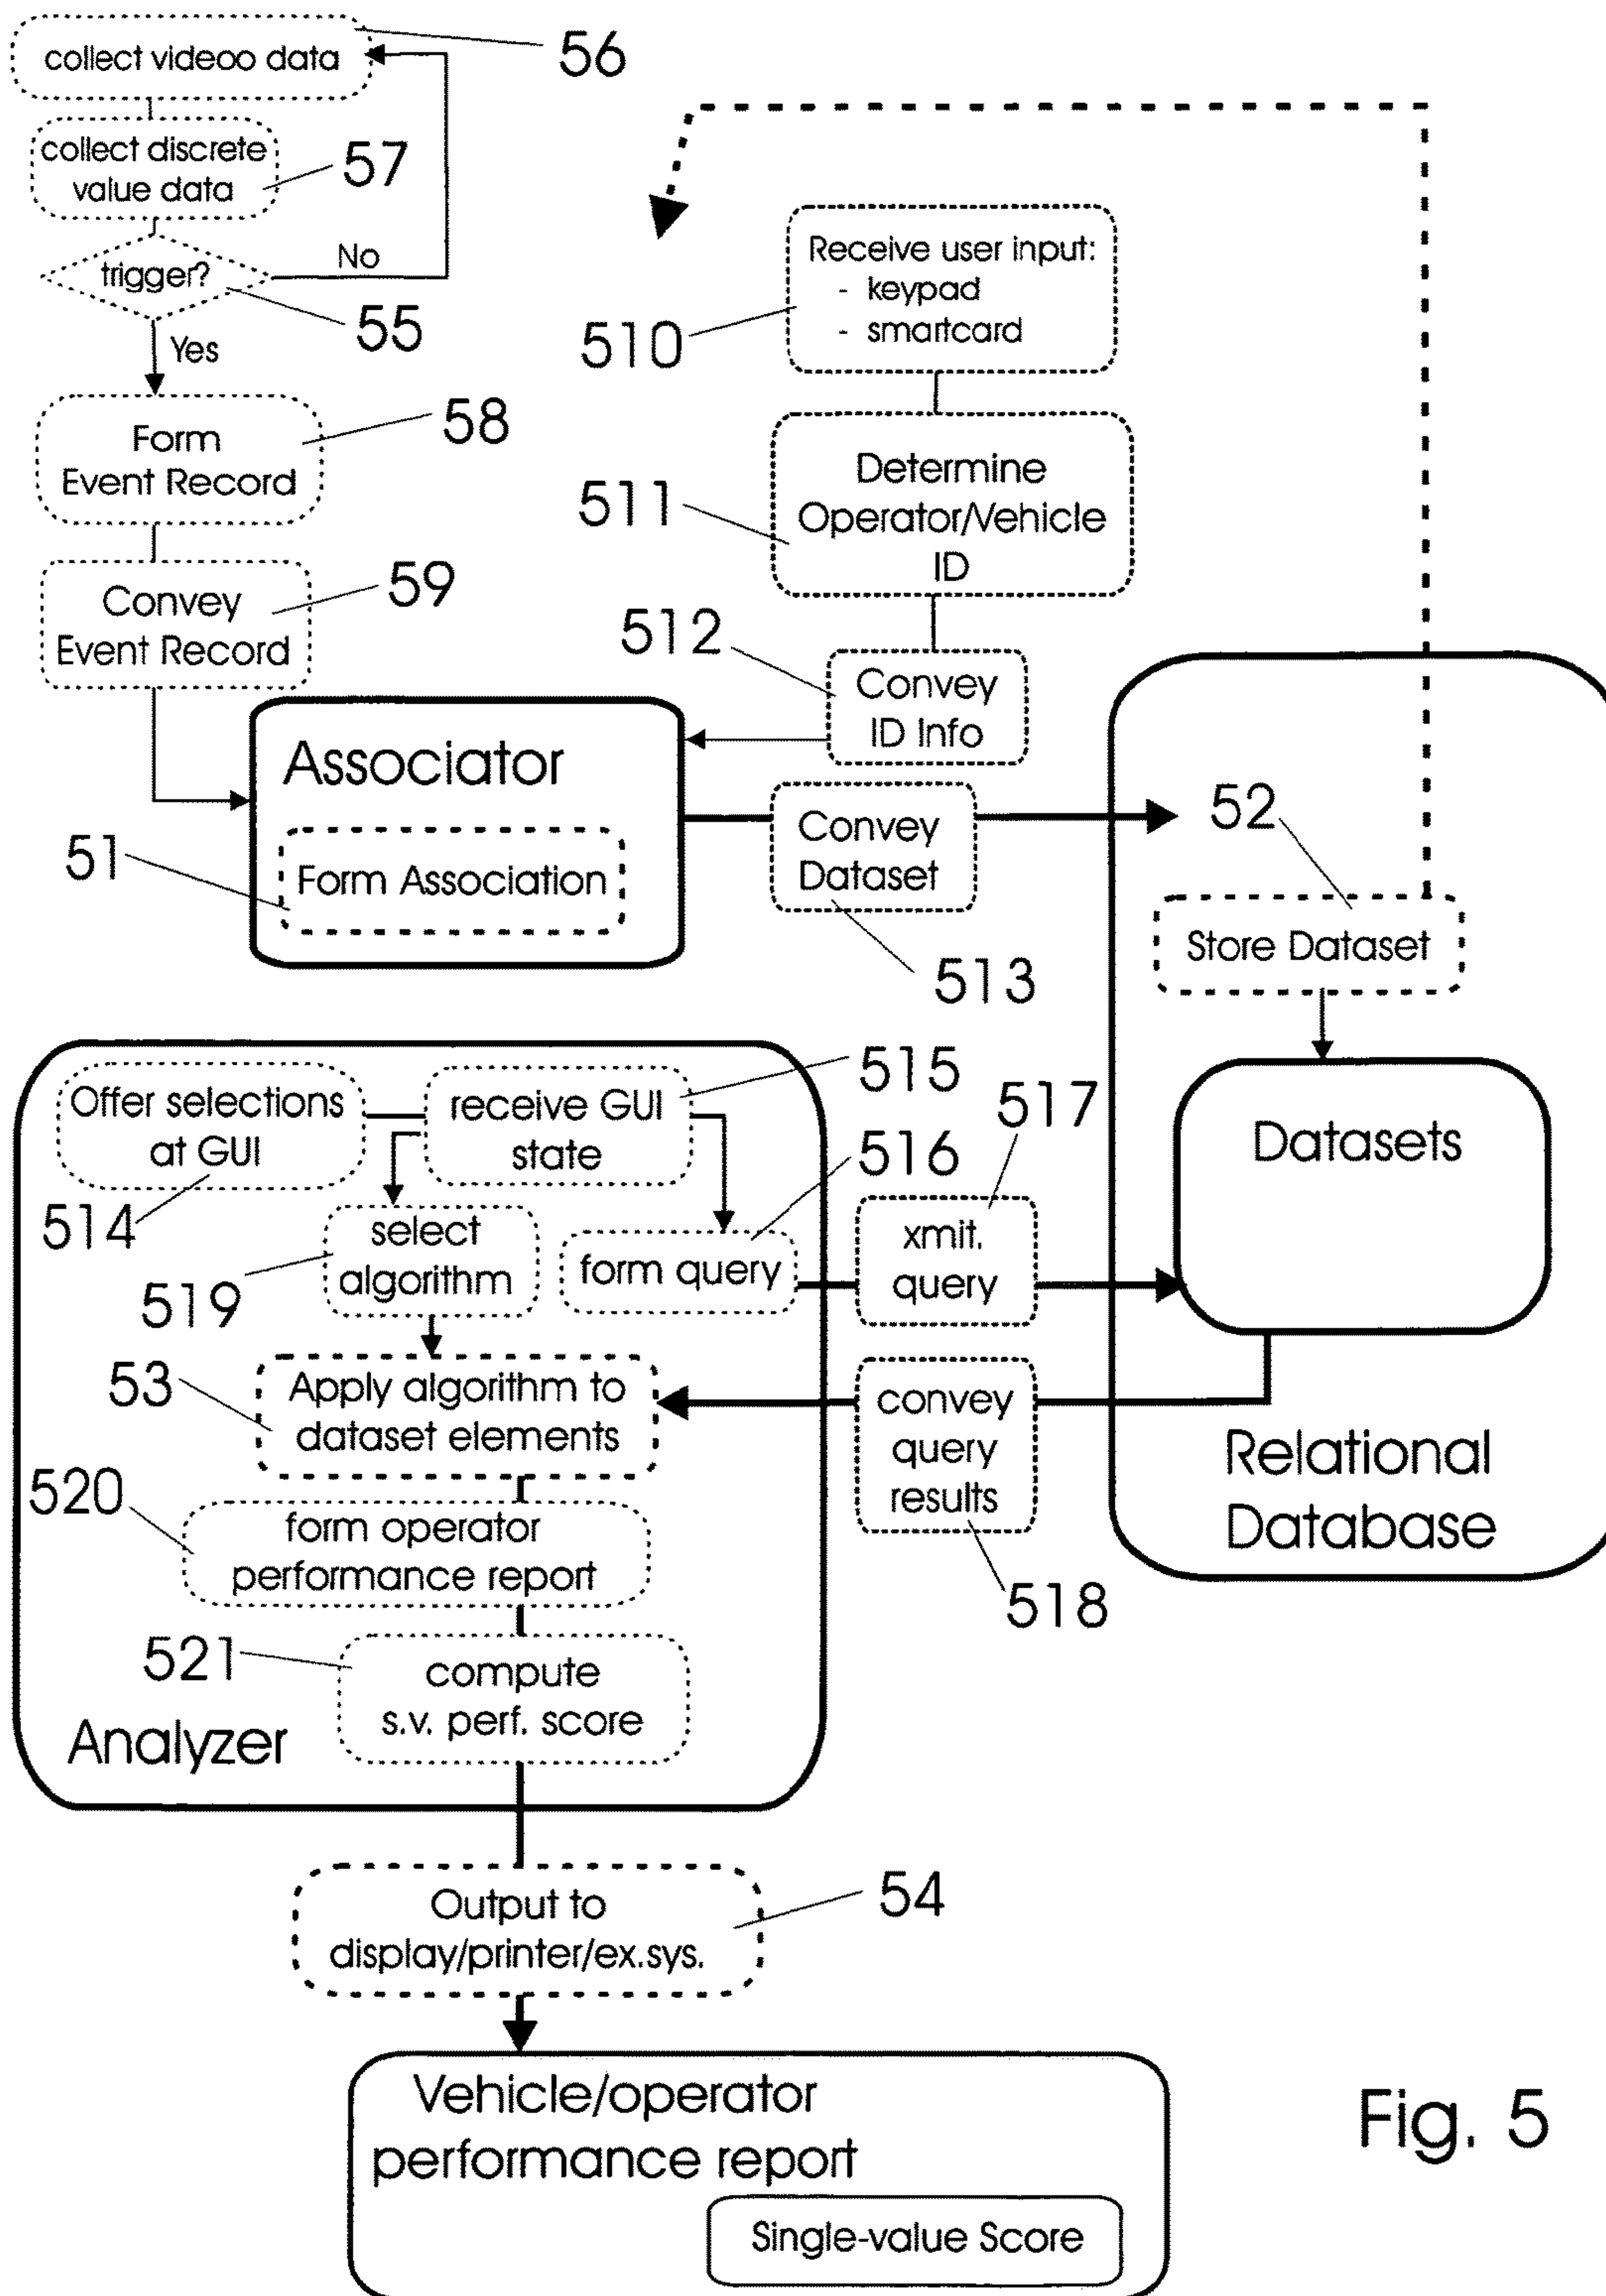 collect videoo data
56
collect discrete
value data
57
trigger?
No
55
Yes
Form
Event Record
58
Convey
Event Record
59
Receive user input:
- keypad
- smartcard
510
Determine
Operator/Vehicle
ID
511
512
Convey
ID Info
Associator
Form Association
51
Convey
Dataset
513
52
Store Dataset
Datasets
Relational
Database
Offer selections
at GUI
514
receive GUI
state
515
516
517
select
algorithm
519
form query
xmit.
query
53
Apply algorithm to
dataset elements
convey
query
results
518
520
form operator
performance report
521
compute
s.v. perf. score
Analyzer
Output to
display/printer/ex.sys.
54
Vehicle/operator
performance report
Single-value Score
Fig. 5